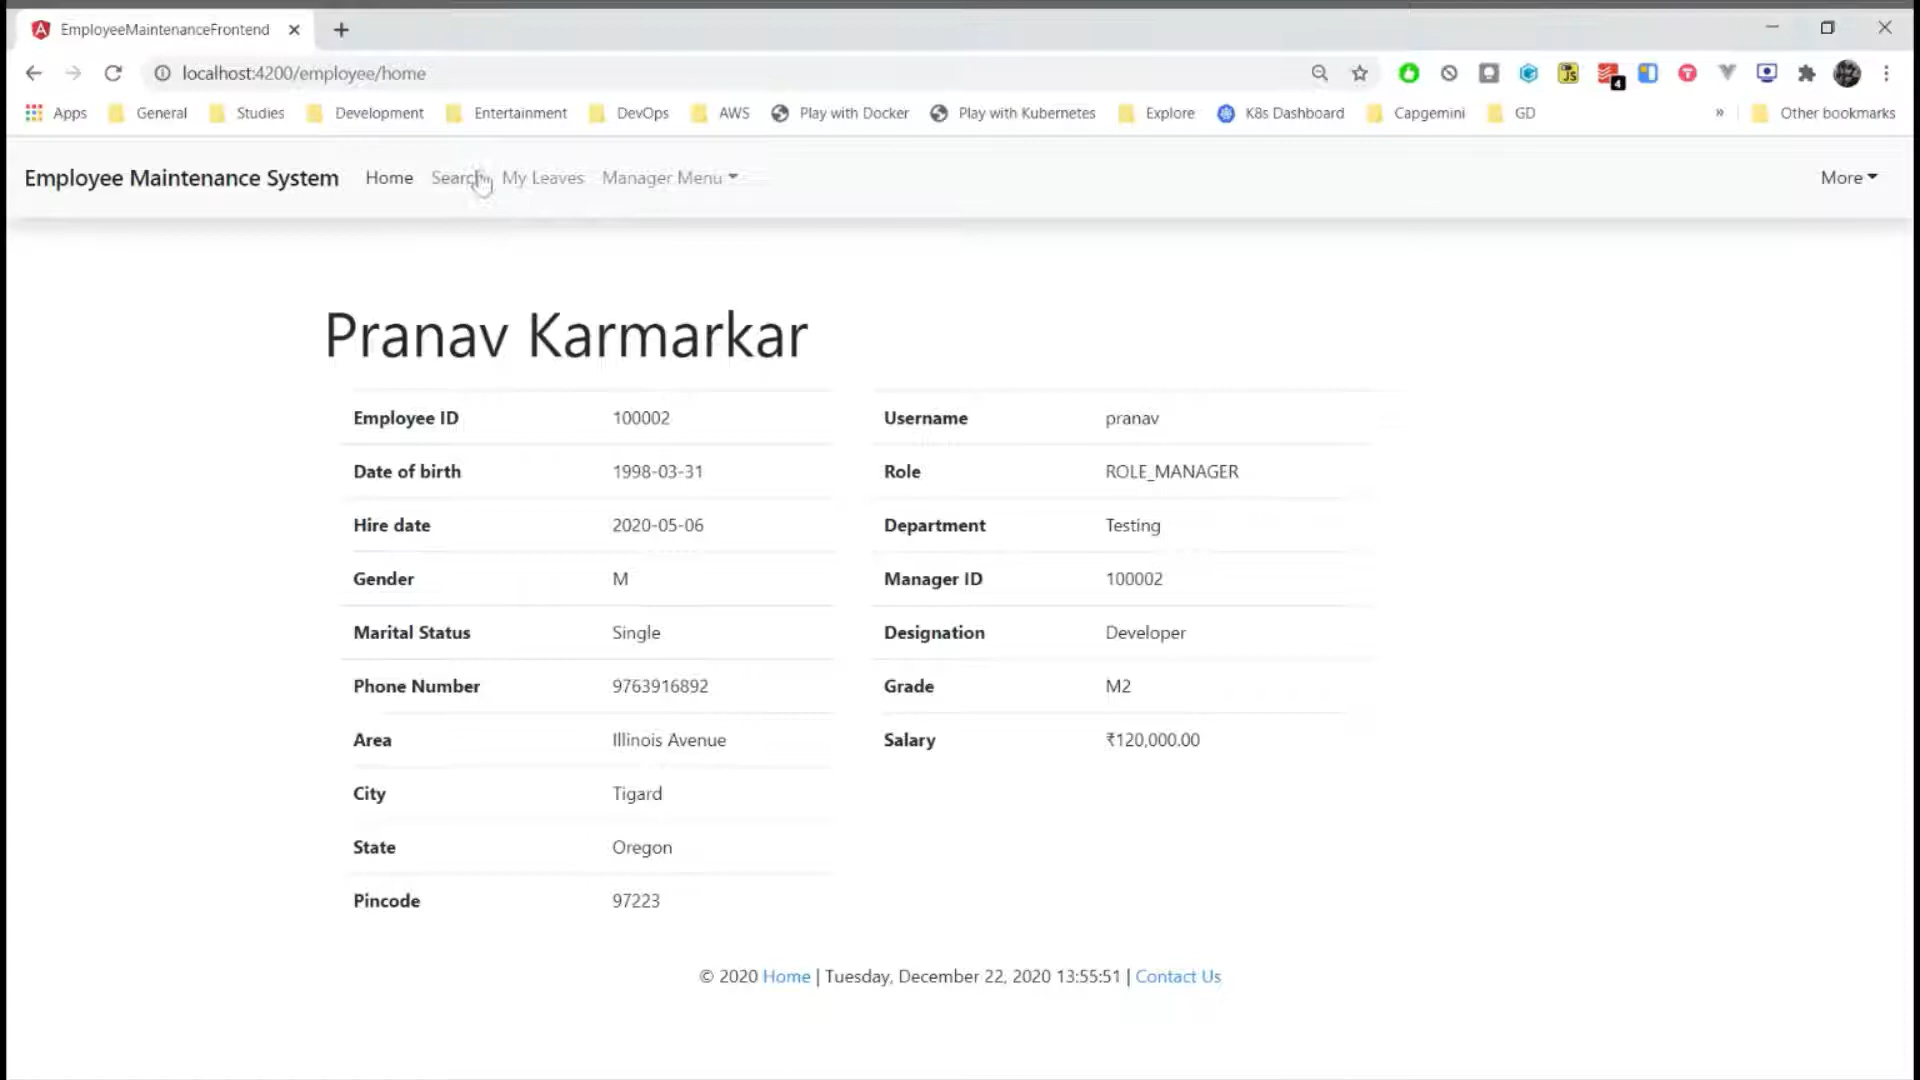 EmployeeMaintenanceFrontend
localhost:4200/employee/home
4
JS
T
Apps General Studies Development Entertainment DevOps AWS Play with Docker Play with Kubernetes Explore K8s Dashboard Capgemini GD » Other bookmarks
Employee Maintenance System Home Search My Leaves Manager Menu More
Pranav Karmarkar
Employee ID 100002 Username pranav
Date of birth 1998-03-31 Role ROLE_MANAGER
Hire date 2020-05-06 Department Testing
Gender M Manager ID 100002
Marital Status Single Designation Developer
Phone Number 9763916892 Grade M2
Area Illinois Avenue Salary ₹120,000.00
City Tigard
State Oregon
Pincode 97223
© 2020 Home | Tuesday, December 22, 2020 13:55:51 | Contact Us